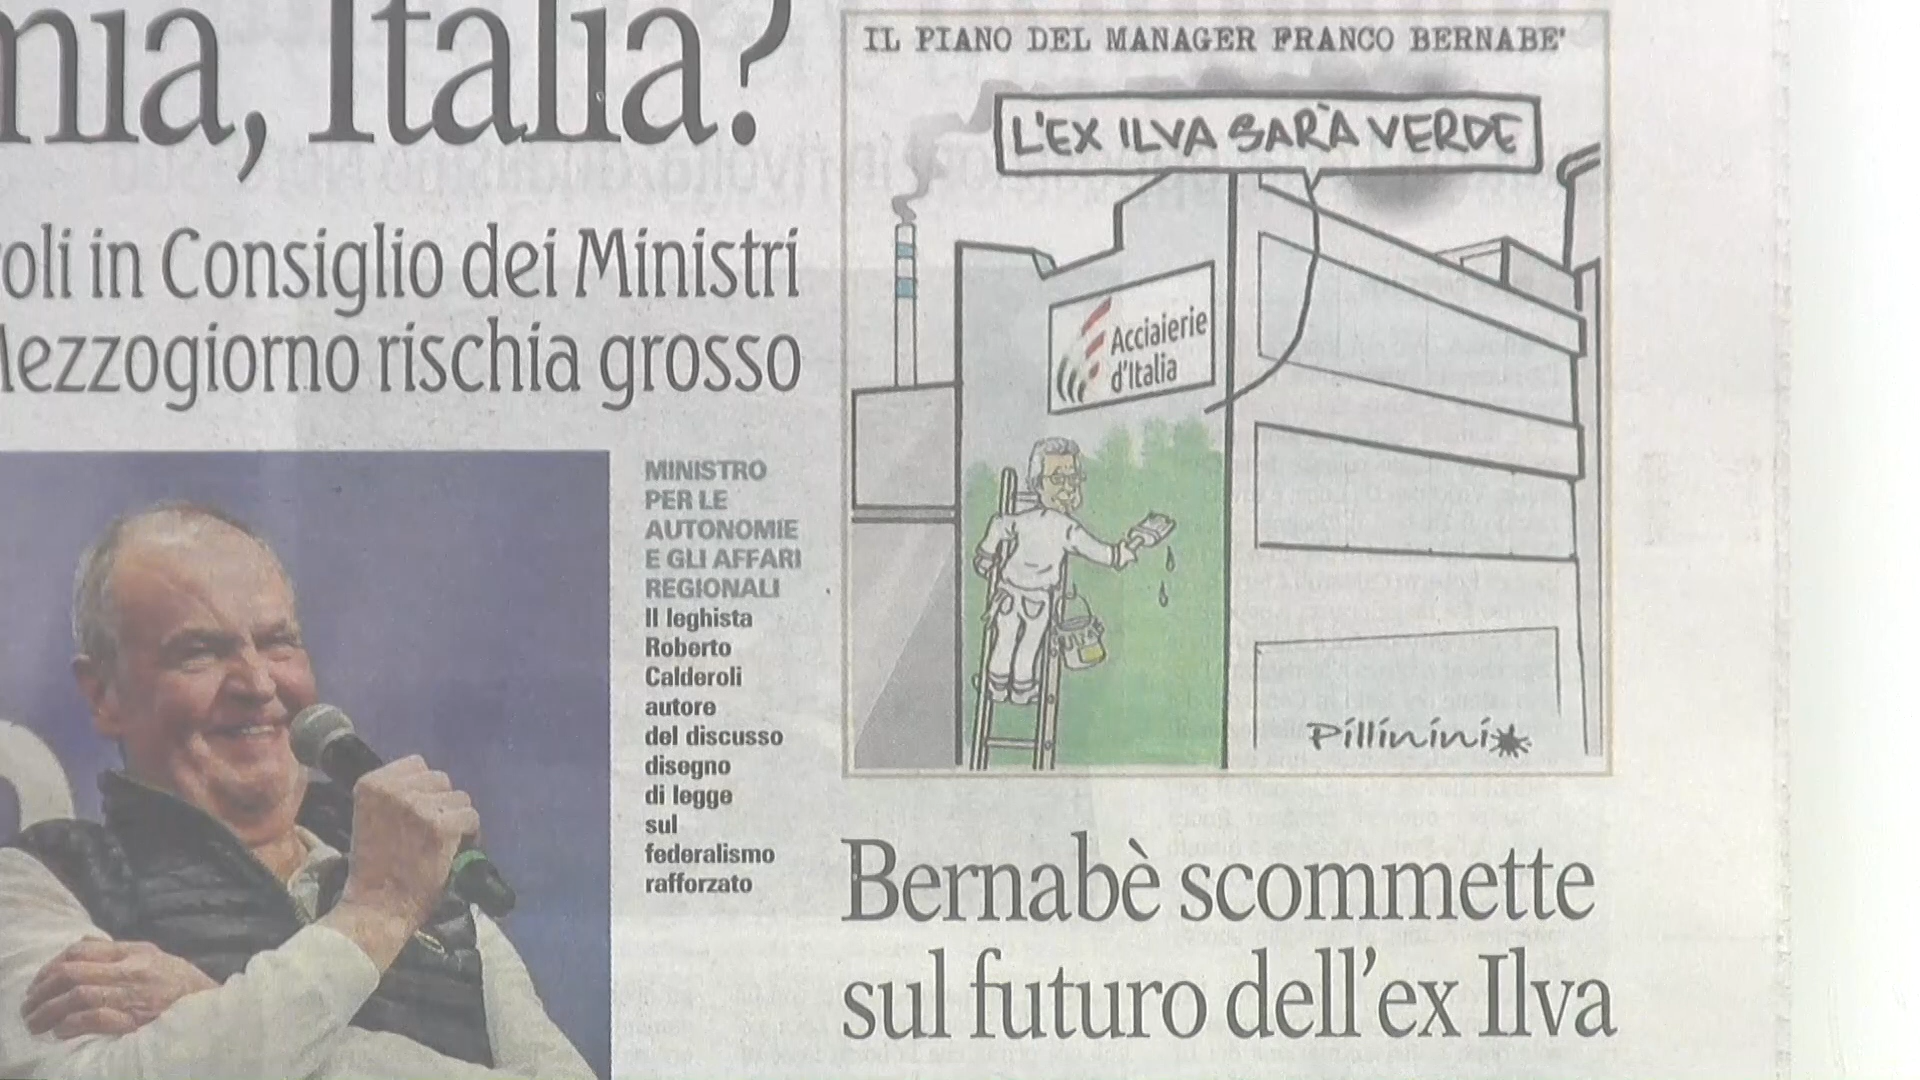 mia, Italia?
oli in Consiglio dei Ministri
Mezzogiorno rischia grosso
MINISTRO
PER LE
AUTONOMIE
E GLI AFFARI
REGIONALI
Il leghista
Roberto
Calderoli
autore
del discusso
disegno
di legge
sul
federalismo
rafforzato
IL PIANO DEL MANAGER FRANCO BERNABE'
L'EX ILVA SARÀ VERDE
Acciaierie
d'Italia
Pillinini
Bernabè scommette
sul futuro dell'ex Ilva